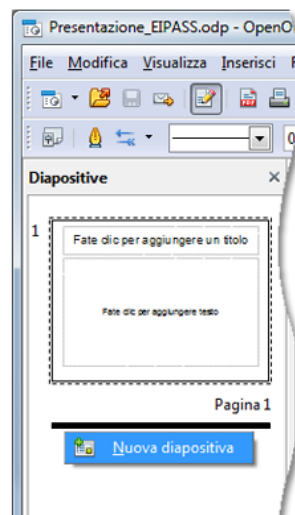 Presentazione_EIPASS.odp - OpenO
File Modifica Visualizza Inserisci F
0
Diapositive
1
Fate clic per aggiungere un titolo
Fate clic per aggiungere testo
Pagina 1
Nuova diapositiva